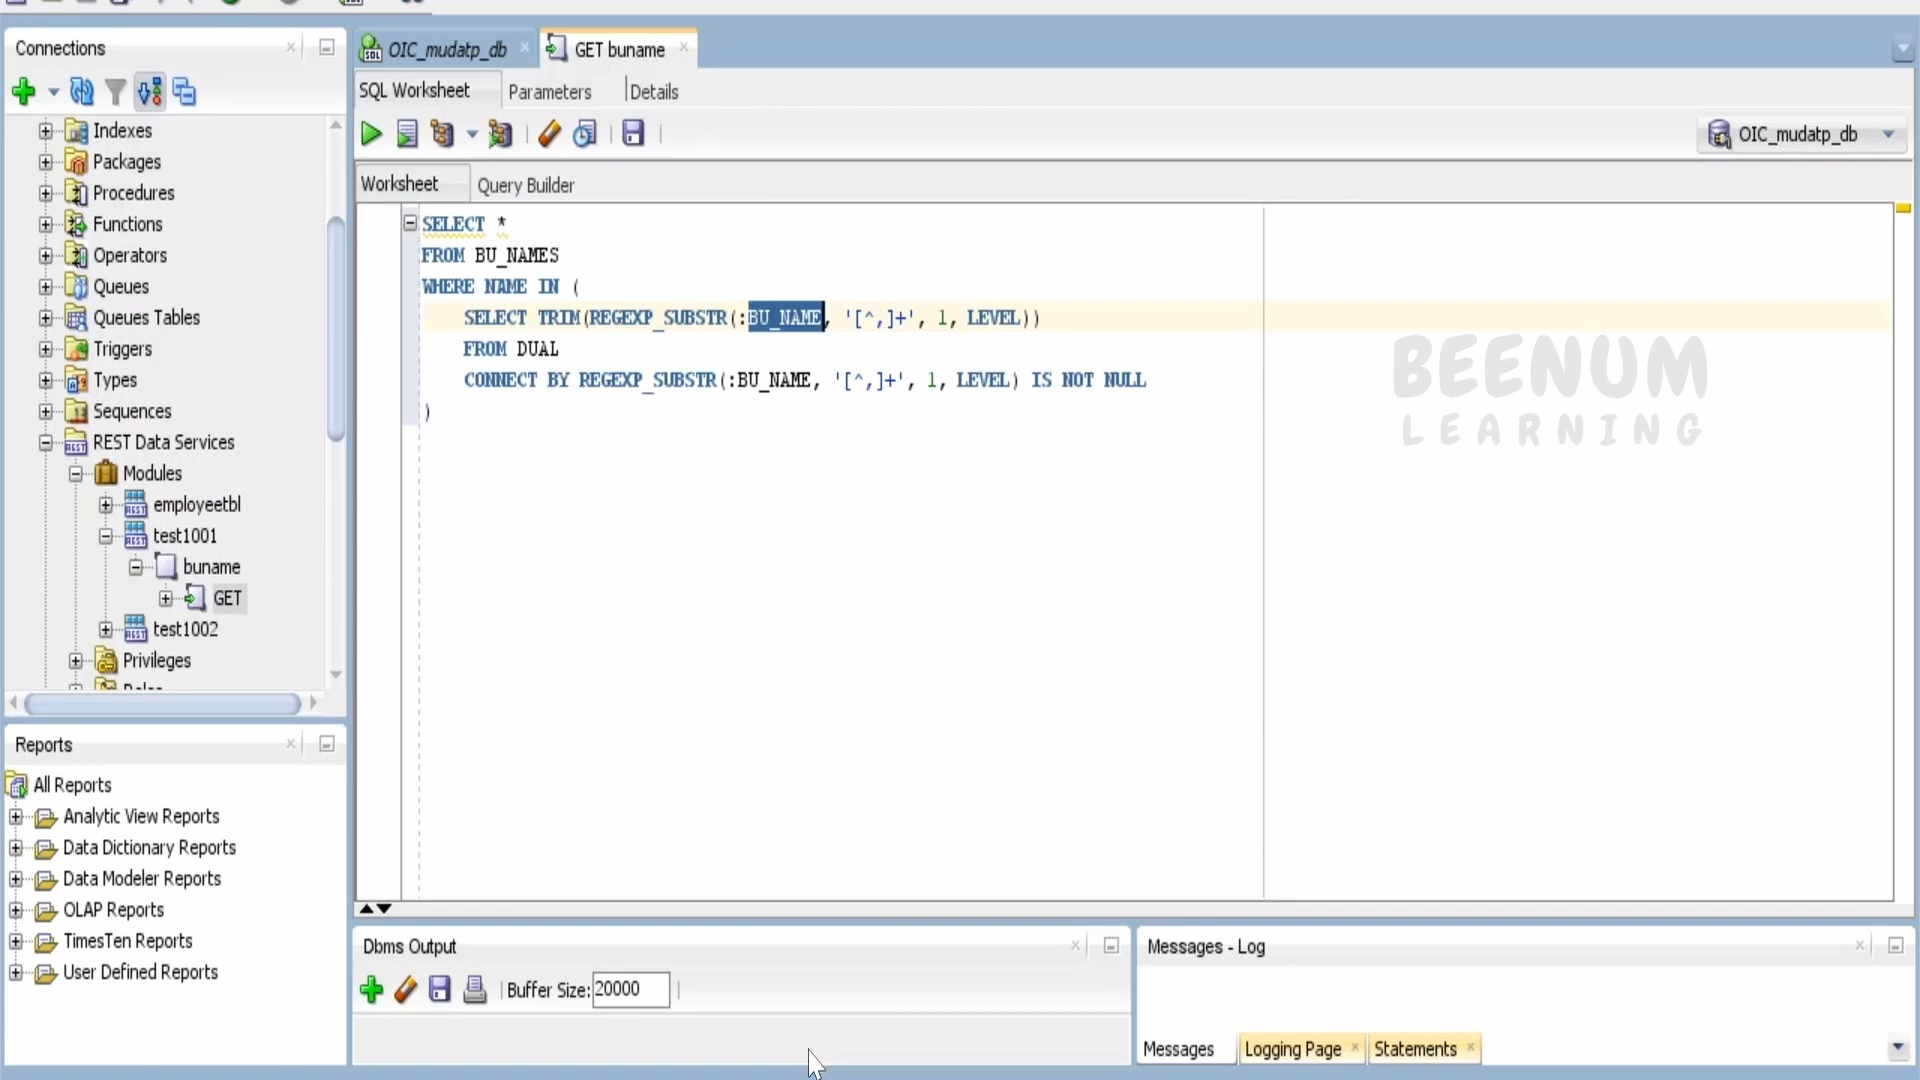 Connections
OIC_mudatp_db
GET buname
SQL Worksheet
Parameters
Details
OIC_mudatp_db
Worksheet
Query Builder
Indexes
Packages
Procedures
Functions
Operators
Queues
Queues Tables
Triggers
Types
Sequences
REST Data Services
Modules
employeetbl
test1001
buname
GET
test1002
Privileges
SELECT *
FROM BU_NAMES
WHERE NAME IN (
SELECT TRIM(REGEXP_SUBSTR(:BU_NAME, '[^,]+', 1, LEVEL))
FROM DUAL
CONNECT BY REGEXP_SUBSTR(:BU_NAME, '[^,]+', 1, LEVEL) IS NOT NULL
)
BEENUM
LEARNING
Reports
All Reports
Analytic View Reports
Data Dictionary Reports
Data Modeler Reports
OLAP Reports
TimesTen Reports
User Defined Reports
Dbms Output
Buffer Size: 20000
Messages - Log
Messages
Logging Page
Statements